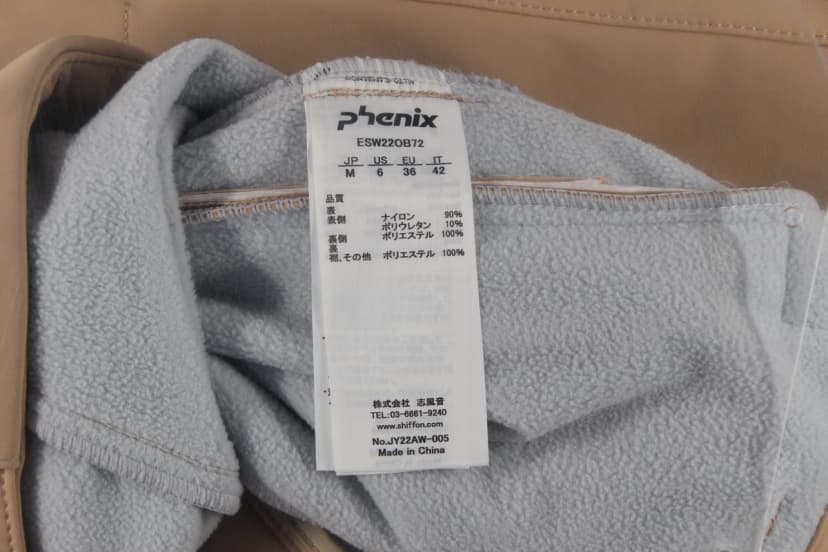 phenix
ESW22OB72
JP US EU IT
M 6 36 42
品質
表
表側 ナイロン 90%
ポリウレタン 10%
裏側 ポリエステル 100%
裏
裾、その他 ポリエステル 100%
株式会社 志風音
TEL:03-6661-9240
www.shiffon.com
No.JY22AW-005
Made in China